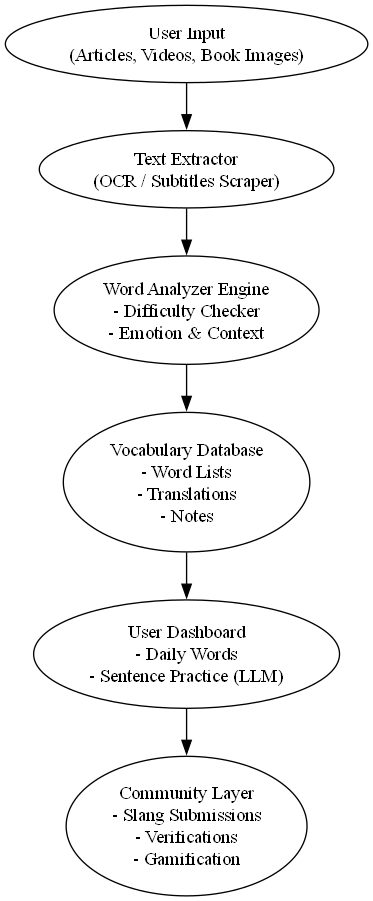 User Input
(Articles, Videos, Book Images)
Text Extractor
(OCR / Subtitles Scraper)
Word Analyzer Engine
- Difficulty Checker
- Emotion & Context
Vocabulary Database
- Word Lists
- Translations
- Notes
User Dashboard
- Daily Words
- Sentence Practice (LLM)
Community Layer
- Slang Submissions
- Verifications
- Gamification